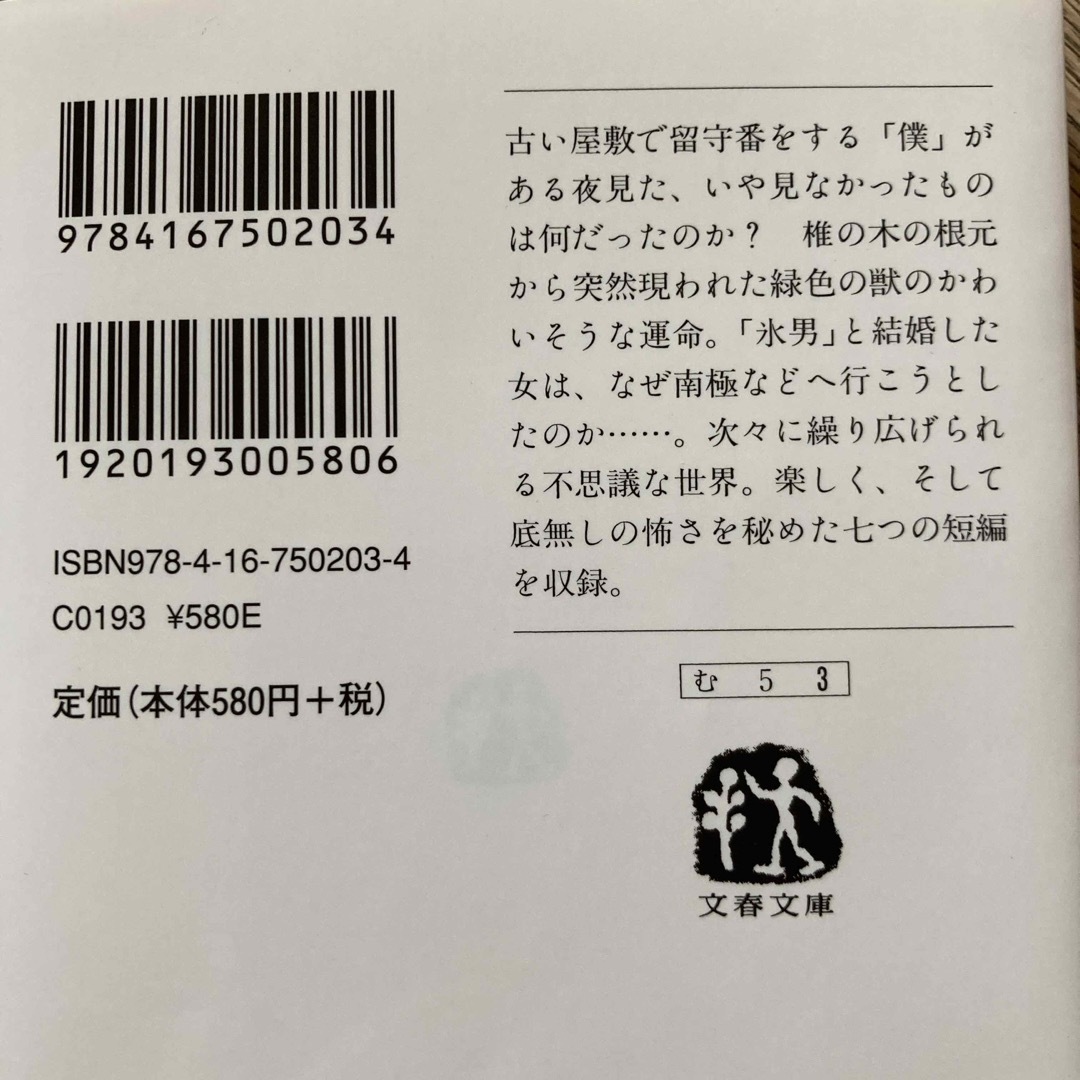 9784167502034
1920193005806
ISBN978-4-16-750203-4
C0193 ¥580E
定価(本体580円+税)
古い屋敷で留守番をする「僕」が
ある夜見た、いや見なかったもの
は何だったのか？　椎の木の根元
から突然現われた緑色の獣のかわ
いそうな運命。「氷男」と結婚した
女は、なぜ南極などへ行こうとし
たのか……。次々に繰り広げられ
る不思議な世界。楽しく、そして
底無しの怖さを秘めた七つの短編
を収録。
む 5 3
文春文庫